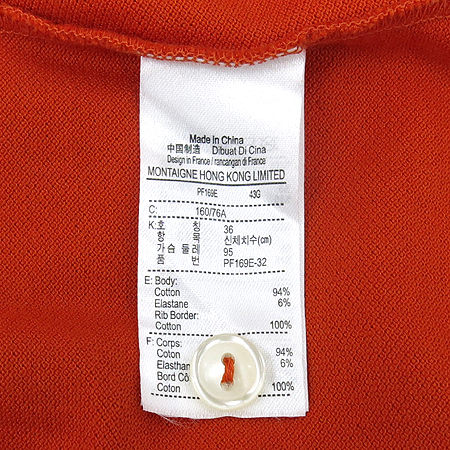 Made in China
中国制造 Dibuat Di Cina
Design in France / rancangan di France
MONTAIGNE HONG KONG LIMITED
PF169E 43G
C: 160/76A
K: 호 칭 36
항 목 신체치수(cm)
가슴 둘레 95
품 번 PF169E-32
E: Body:
Cotton 94%
Elastane 6%
Rib Border:
Cotton 100%
F: Corps:
Coton 94%
Elasthan 6%
Bord Cô
Coton 100%